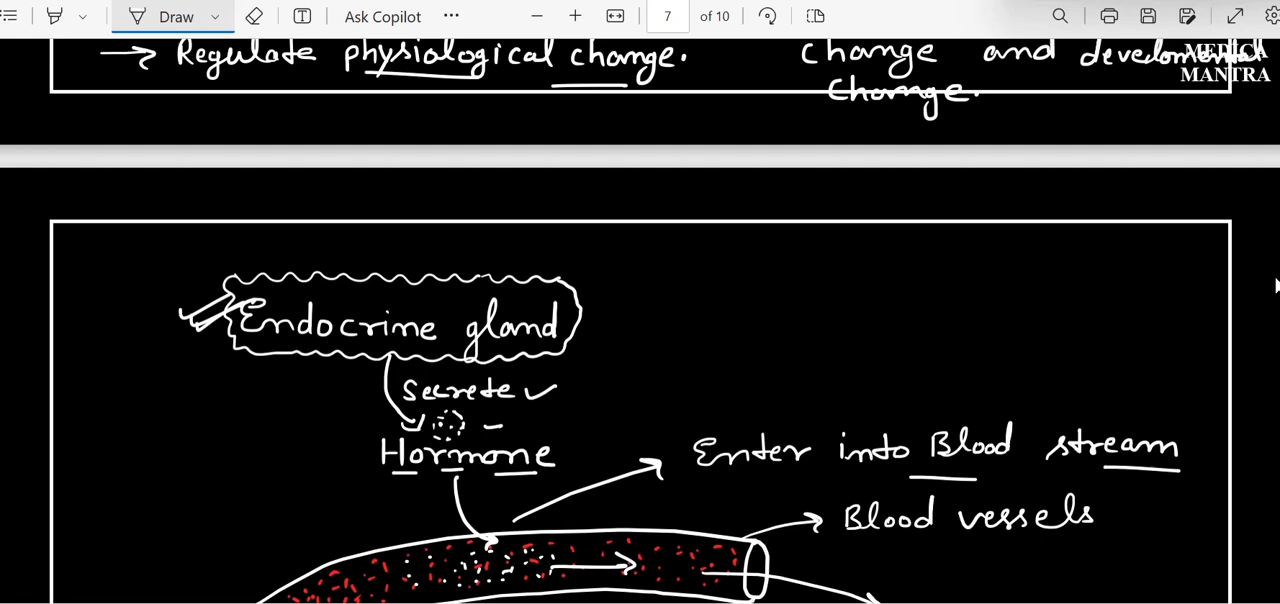 Draw
Ask Copilot
7 of 10
→ Regulate physiological change.
change and develomental
change.
MEDICA
MANTRA
Endocrine gland
Secrete ✓
Hormone
Enter into Blood stream
Blood vessels